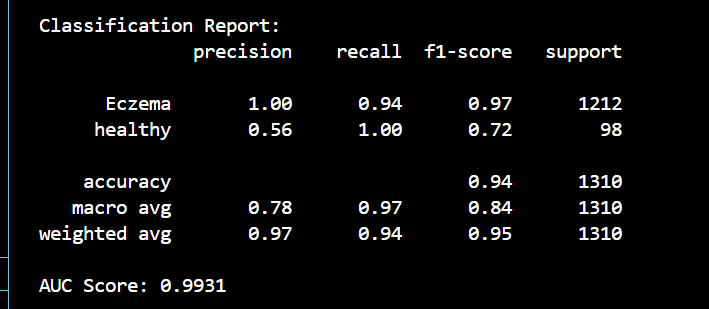 Classification Report:
precision recall f1-score support
Eczema 1.00 0.94 0.97 1212
healthy 0.56 1.00 0.72 98
accuracy 0.94 1310
macro avg 0.78 0.97 0.84 1310
weighted avg 0.97 0.94 0.95 1310
AUC Score: 0.9931